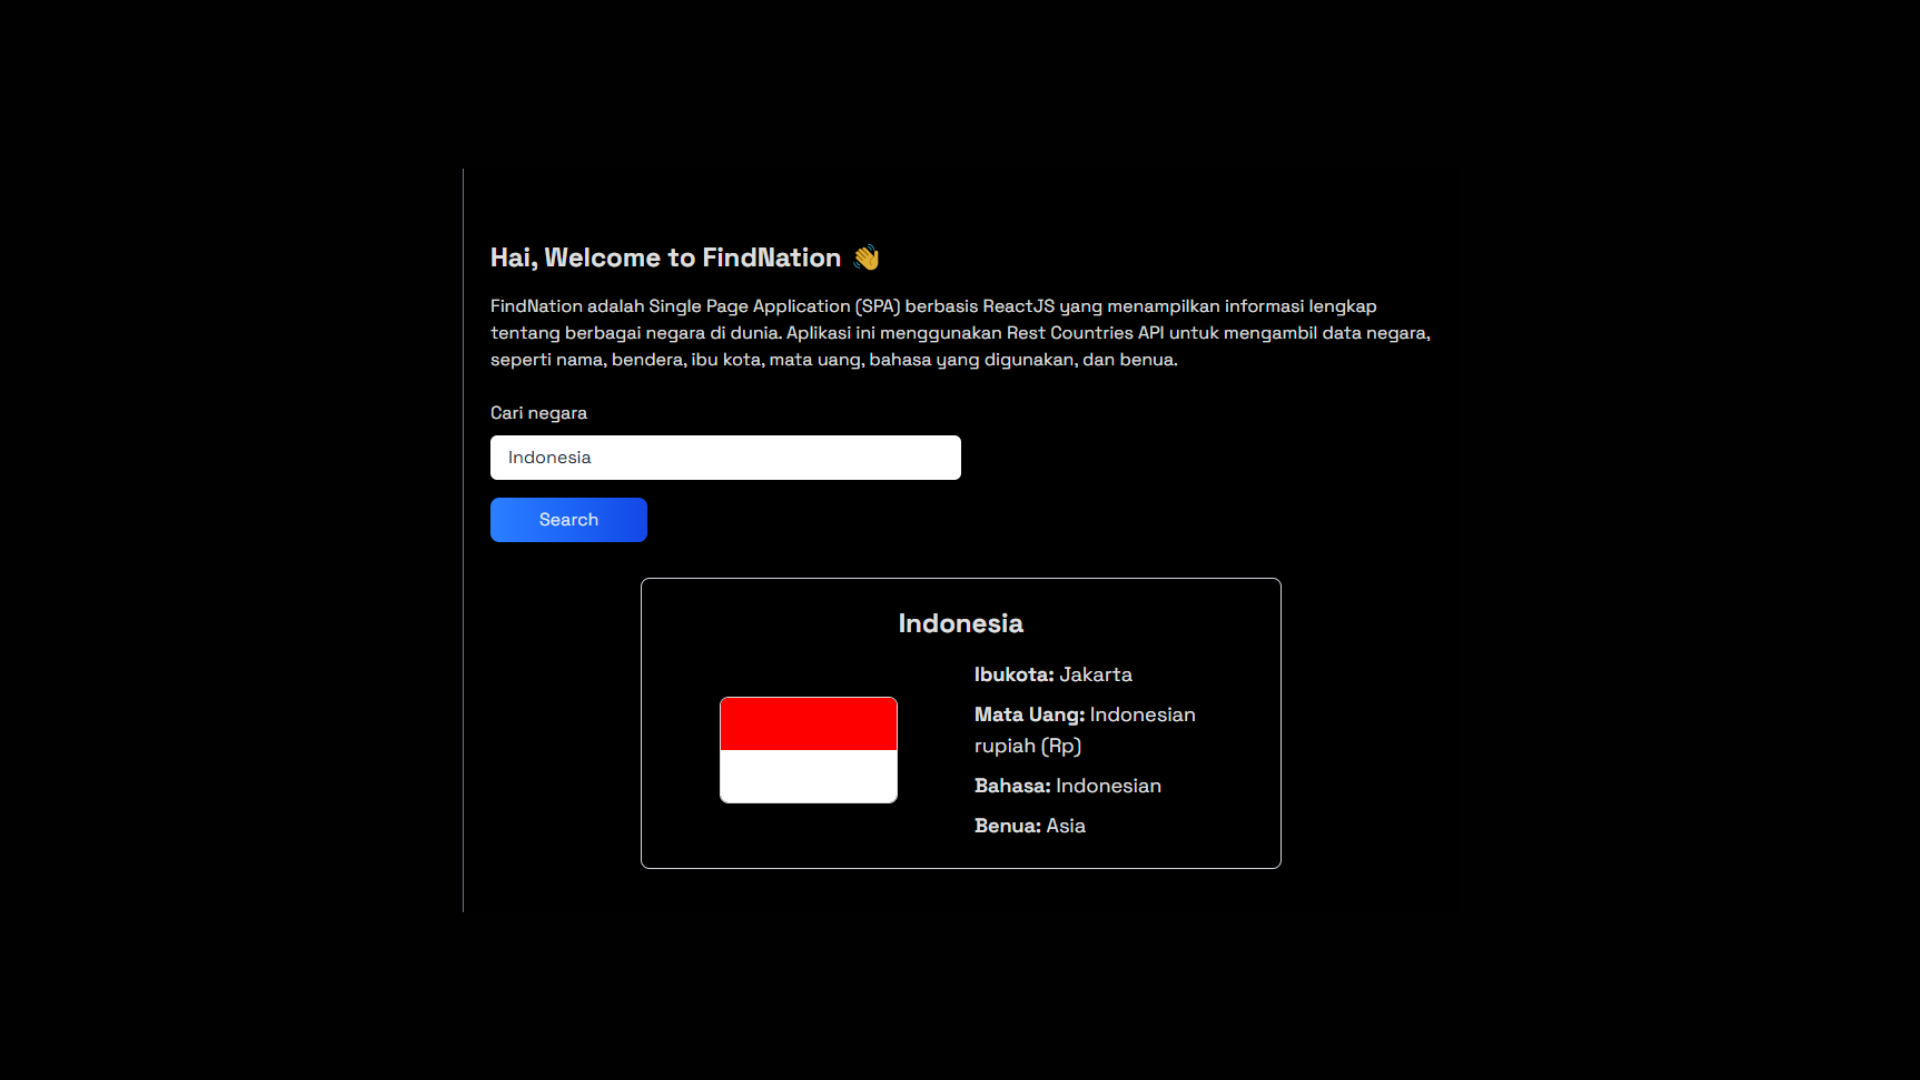 Hai, Welcome to FindNation 👋
FindNation adalah Single Page Application (SPA) berbasis ReactJS yang menampilkan informasi lengkap
tentang berbagai negara di dunia. Aplikasi ini menggunakan Rest Countries API untuk mengambil data negara,
seperti nama, bendera, ibu kota, mata uang, bahasa yang digunakan, dan benua.
Cari negara
Indonesia
Search
Indonesia
Ibukota: Jakarta
Mata Uang: Indonesian
rupiah (Rp)
Bahasa: Indonesian
Benua: Asia